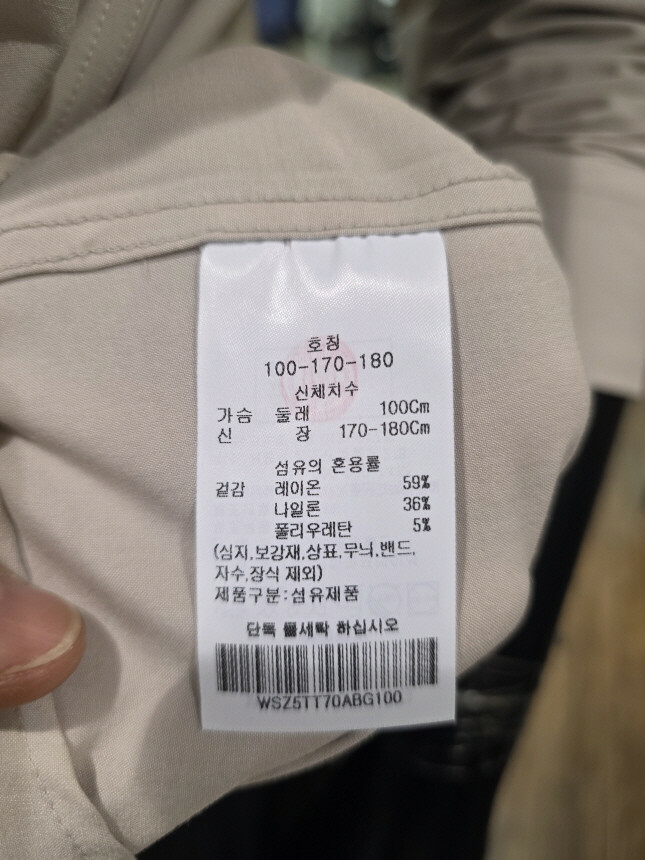 호칭
100-170-180
신체치수
가슴 둘레 100Cm
신 장 170-180Cm
섬유의 혼용률
겉감 레이온 59%
나일론 36%
폴리우레탄 5%
(심지,보강재,상표,무늬,밴드,
자수,장식 제외)
제품구분:섬유제품
단독 물세탁 하십시오
WSZ5TT70ABG100